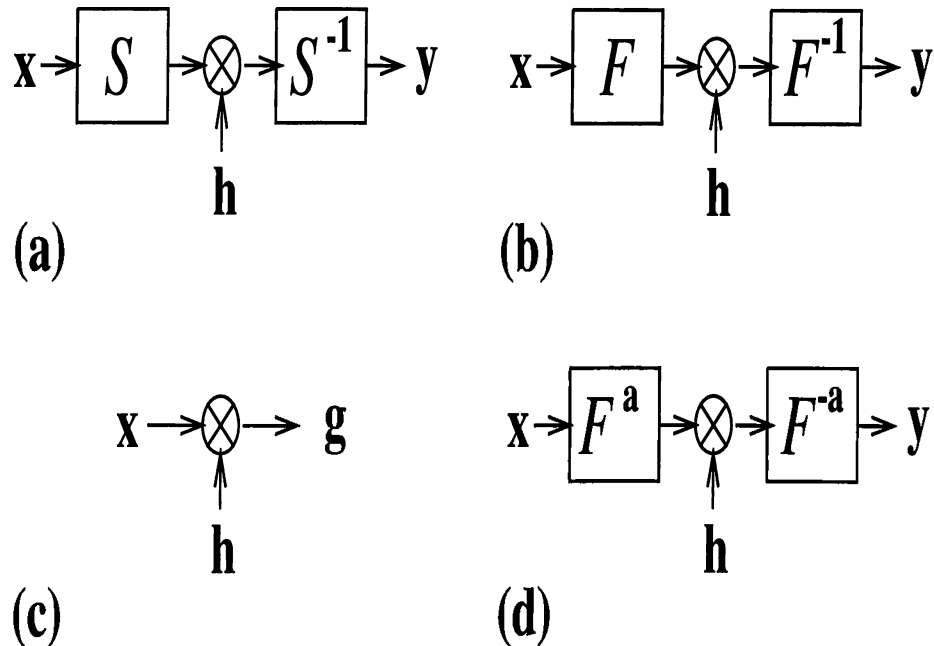 x S S⁻¹ y
h
(a)
x F F⁻¹ y
h
(b)
x g
h
(c)
x Fᵃ F⁻ᵃ y
h
(d)